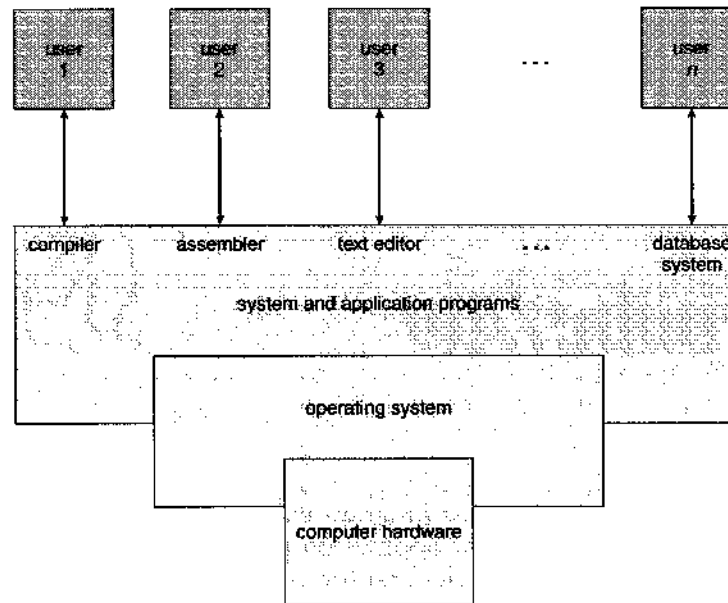 user
1
user
2
user
3
...
user
n
compiler
assembler
text editor
...
database
system
system and application programs
operating system
computer hardware